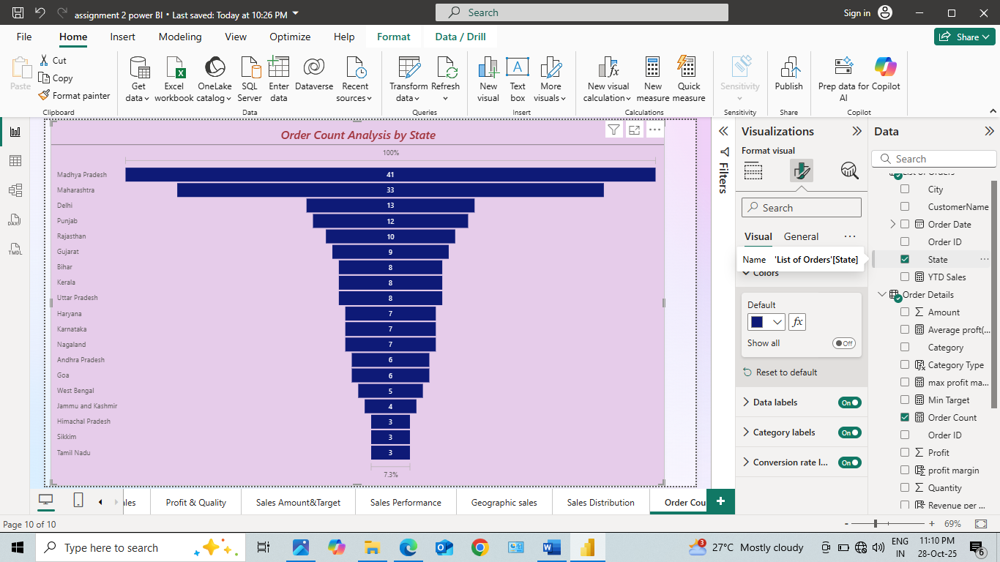 assignment 2 power BI • Last saved: Today at 10:26 PM
Search
Sign in
File Home Insert Modeling View Optimize Help Format Data / Drill
Share
Paste
Cut
Copy
Format painter
Clipboard
Get data
Excel workbook
OneLake catalog
SQL Server
Enter data
Dataverse
Recent sources
Data
Transform data
Refresh
Queries
New visual
Text box
More visuals
Insert
New visual calculation
New measure
Quick measure
Calculations
Sensitivity
Sensitivity
Publish
Share
Prep data for AI
Copilot
Copilot
DAX
TMDL
Order Count Analysis by State
100%
Madhya Pradesh 41
Maharashtra 33
Delhi 13
Punjab 12
Rajasthan 10
Gujarat 9
Bihar 8
Kerala 8
Uttar Pradesh 8
Haryana 7
Karnataka 7
Nagaland 7
Andhra Pradesh 6
Goa 6
West Bengal 5
Jammu and Kashmir 4
Himachal Pradesh 3
Sikkim 3
Tamil Nadu 3
7.3%
Filters
Visualizations
Format visual
Search
Visual General
Name 'List of Orders'[State]
Colors
Default
fx
Show all Off
Reset to default
Data labels On
Category labels On
Conversion rate l... On
Data
Search
List of Orders
City
CustomerName
Order Date
Order ID
State
YTD Sales
Order Details
Amount
Average proft(...
Category
Category Type
max profit ma...
Min Target
Order Count
Order ID
Profit
profit margin
Quantity
Revenue per ...
ales
Profit & Quality
Sales Amount&Target
Sales Performance
Geographic sales
Sales Distribution
Order Cou
Page 10 of 10
69%
Type here to search
27°C Mostly cloudy
ENG
IN
11:10 PM
28-Oct-25
3
6